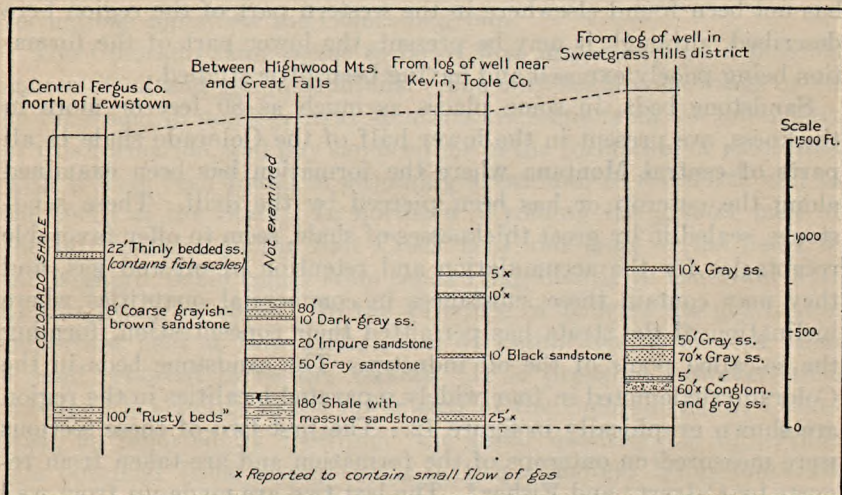 Central Fergus Co.
north of Lewistown
Between Highwood Mts.
and Great Falls
From log of well near
Kevin, Toole Co.
From log of well in
Sweetgrass Hills district
COLORADO SHALE
22' Thinly bedded ss.
(contains fish scales)
8' Coarse grayish-
brown sandstone
100' "Rusty beds"
Not examined
80'
10' Dark-gray ss.
20' Impure sandstone
50' Gray sandstone
180' Shale with
massive sandstone
5'x
10'x
10' Black sandstone
25'x
10'x Gray ss.
50' Gray ss.
70'x Gray ss.
5'x
60'x Conglom.
and gray ss.
Scale
1500 Ft.
1000
500
0
x Reported to contain small flow of gas